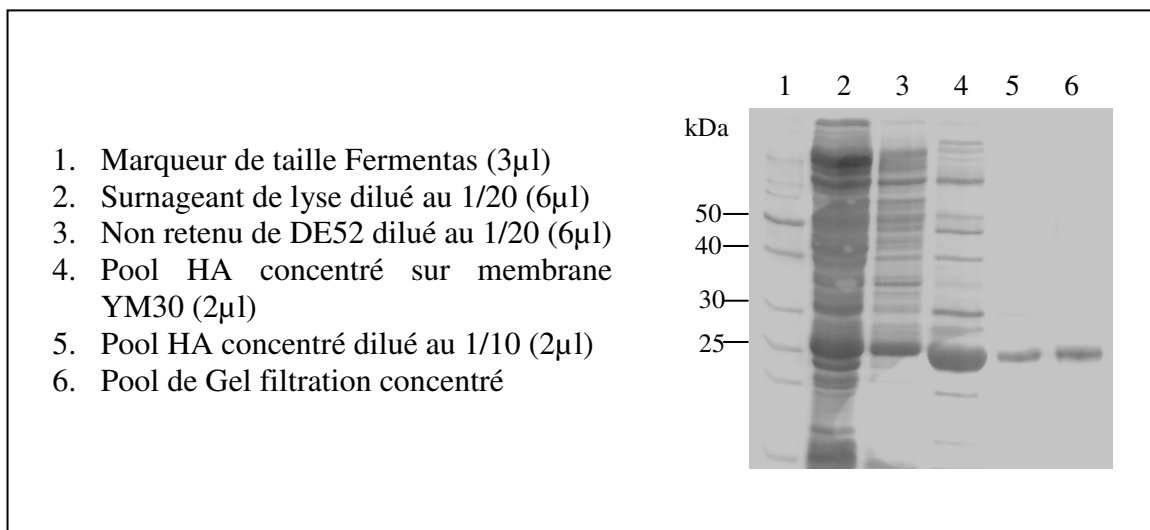 1. Marqueur de taille Fermentas (3µl)
2. Surnageant de lyse dilué au 1/20 (6µl)
3. Non retenu de DE52 dilué au 1/20 (6µl)
4. Pool HA concentré sur membrane
YM30 (2µl)
5. Pool HA concentré dilué au 1/10 (2µl)
6. Pool de Gel filtration concentré
1 2 3 4 5 6
kDa
50
40
30
25